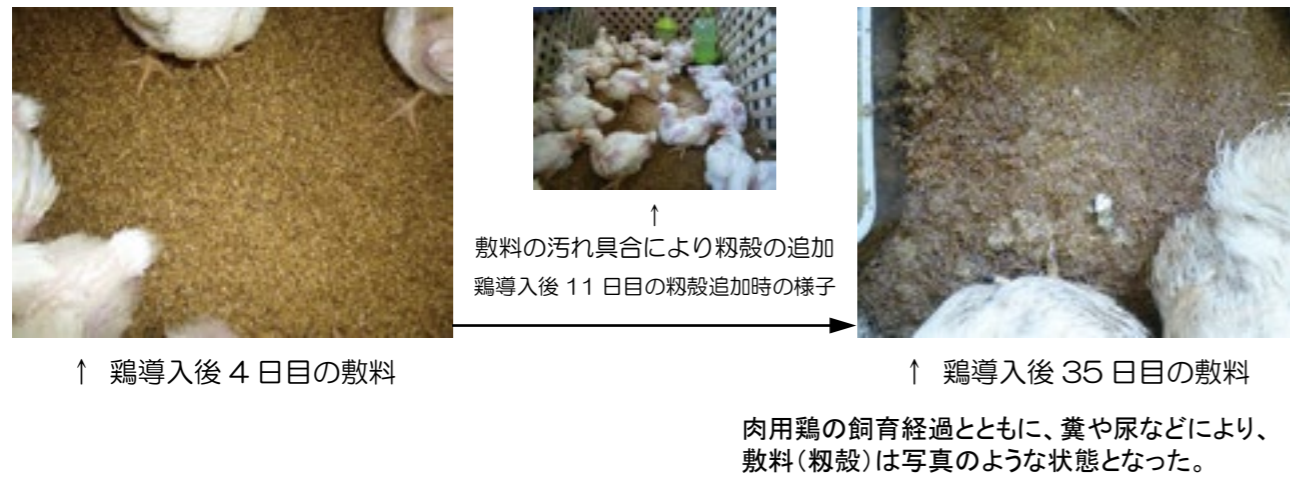 ↑
敷料の汚れ具合により籾殻の追加
鶏導入後 11 日目の籾殻追加時の様子
↑ 鶏導入後 4 日目の敷料
↑ 鶏導入後 35 日目の敷料
肉用鶏の飼育経過とともに、糞や尿などにより、
敷料(籾殻)は写真のような状態となった。